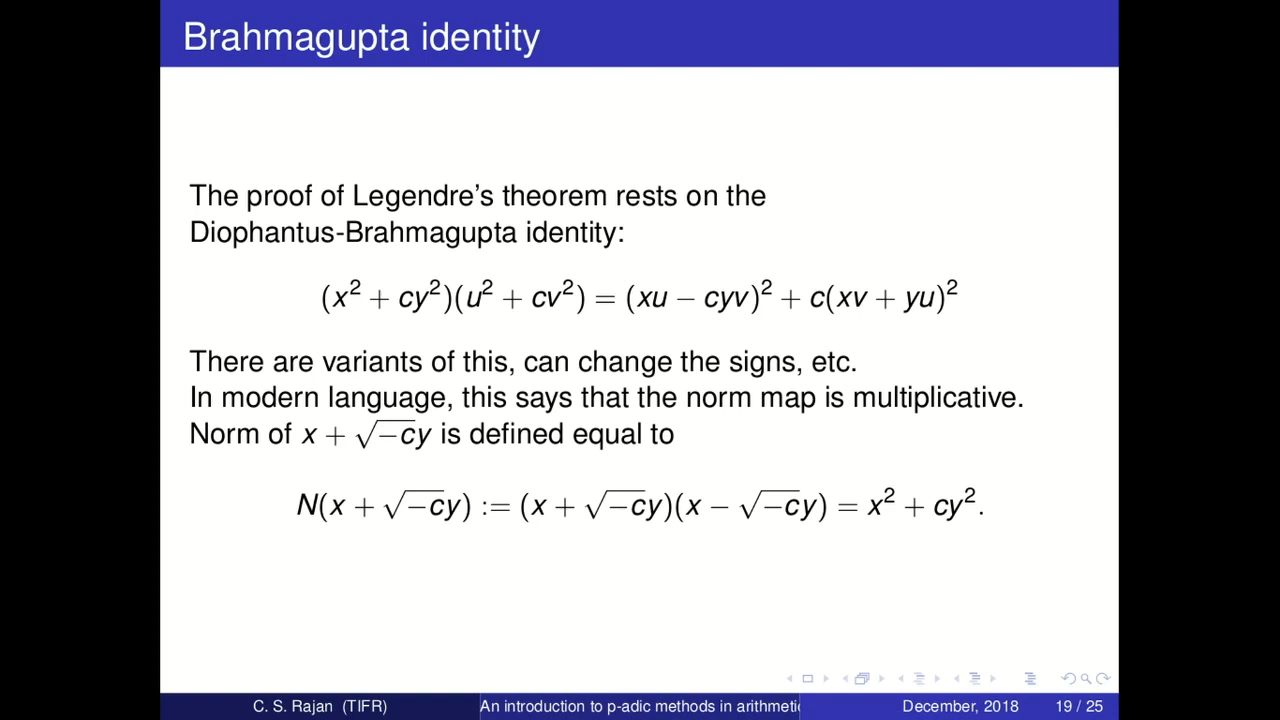 Brahmagupta identity
The proof of Legendre's theorem rests on the
Diophantus-Brahmagupta identity:
(x² + cy²)(u² + cv²) = (xu − cyv)² + c(xv + yu)²
There are variants of this, can change the signs, etc.
In modern language, this says that the norm map is multiplicative.
Norm of x + √−cy is defined equal to
N(x + √−cy) := (x + √−cy)(x − √−cy) = x² + cy².
C. S. Rajan (TIFR) An introduction to p-adic methods in arithmetic December, 2018 19 / 25